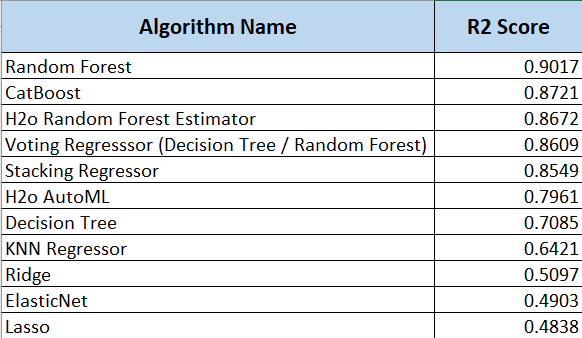 Algorithm Name R2 Score
Random Forest 0.9017
CatBoost 0.8721
H2o Random Forest Estimator 0.8672
Voting Regresssor (Decision Tree / Random Forest) 0.8609
Stacking Regressor 0.8549
H2o AutoML 0.7961
Decision Tree 0.7085
KNN Regressor 0.6421
Ridge 0.5097
ElasticNet 0.4903
Lasso 0.4838